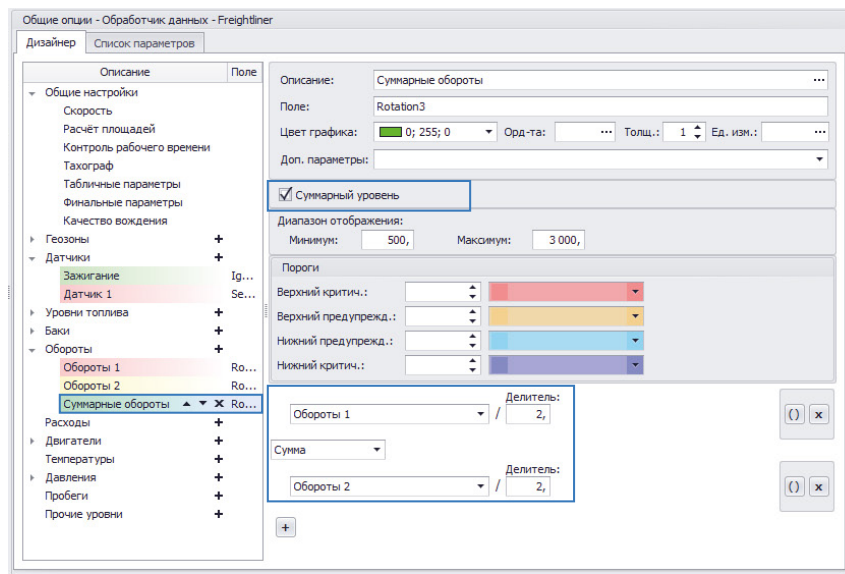 Общие опции - Обработчик данных - Freightliner
Дизайнер Список параметров
Описание Поле
Общие настройки
Скорость
Расчёт площадей
Контроль рабочего времени
Тахограф
Табличные параметры
Финальные параметры
Качество вождения
Геозоны +
Датчики +
Зажигание Ig...
Датчик 1 Se...
Уровни топлива +
Баки +
Обороты +
Обороты 1 Ro...
Обороты 2 Ro...
Суммарные обороты Ro...
Расходы +
Двигатели +
Температуры +
Давления +
Пробеги +
Прочие уровни +
Описание: Суммарные обороты ...
Поле: Rotation3
Цвет графика: 0; 255; 0 Орд-та: ... Толщ.: 1 Ед. изм.: ...
Доп. параметры:
Суммарный уровень
Диапазон отображения:
Минимум: 500, Максимум: 3 000,
Пороги
Верхний критич.:
Верхний предупрежд.:
Нижний предупрежд.:
Нижний критич.:
Делитель:
Обороты 1 / 2, () x
Сумма
Делитель:
Обороты 2 / 2, () x
+